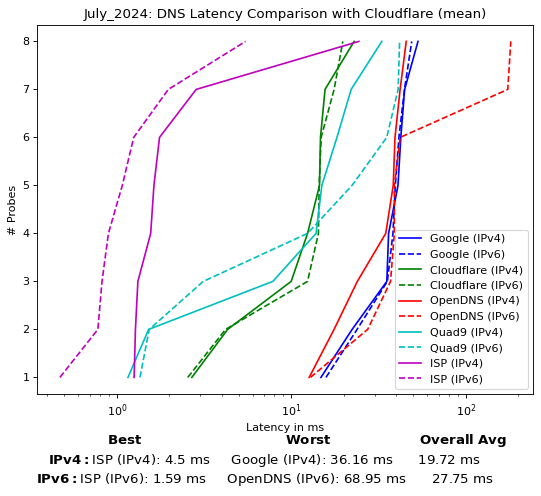 July_2024: DNS Latency Comparison with Cloudflare (mean)
8
7
6
5
4
3
2
1
# Probes
Google (IPv4)
Google (IPv6)
Cloudflare (IPv4)
Cloudflare (IPv6)
OpenDNS (IPv4)
OpenDNS (IPv6)
Quad9 (IPv4)
Quad9 (IPv6)
ISP (IPv4)
ISP (IPv6)
10⁰ 10¹ 10²
Latency in ms
Best Worst Overall Avg
IPv4: ISP (IPv4): 4.5 ms Google (IPv4): 36.16 ms 19.72 ms
IPv6: ISP (IPv6): 1.59 ms OpenDNS (IPv6): 68.95 ms 27.75 ms